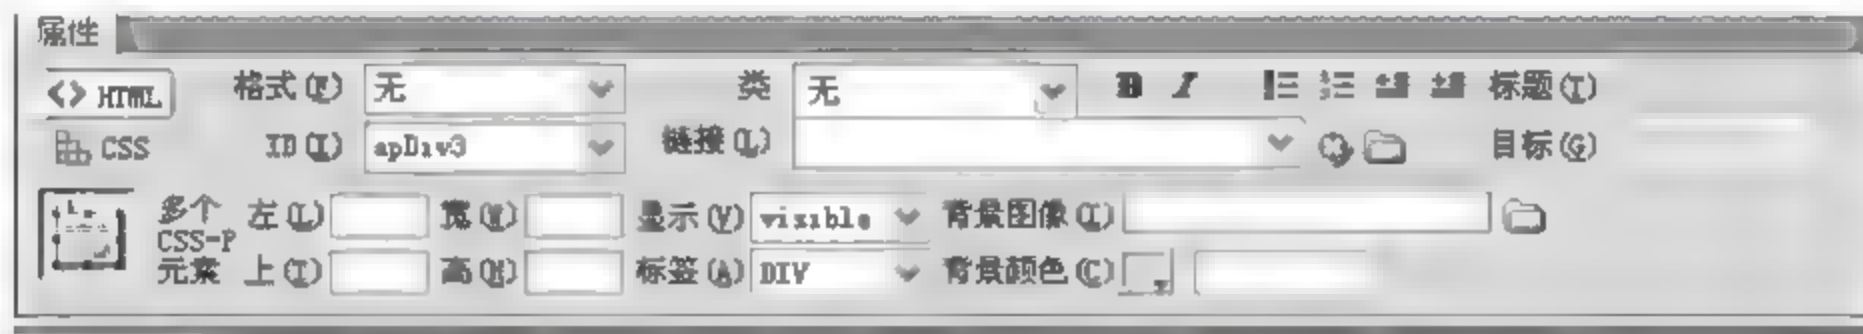 属性
<> HTML 格式(F) 无 类 无 B I 标题(T)
CSS ID(I) apDiv3 链接(L) 目标(G)
多个 左(L) 宽(W) 显示(V) visible 背景图像(I)
CSS-P
元素 上(T) 高(H) 标签(A) DIV 背景颜色(C)